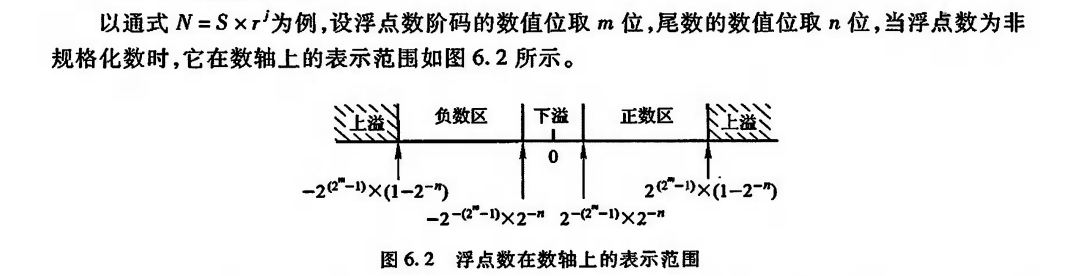 以通式 N=S×r^j为例,设浮点数阶码的数值位取 m 位,尾数的数值位取 n 位,当浮点数为非
规格化数时,它在数轴上的表示范围如图 6.2 所示。
上溢 负数区 下溢 正数区 上溢
0
-2^(2^m-1)×(1-2^-n) 2^(2^m-1)×(1-2^-n)
-2^-(2^m-1)×2^-n 2^-(2^m-1)×2^-n
图 6.2 浮点数在数轴上的表示范围